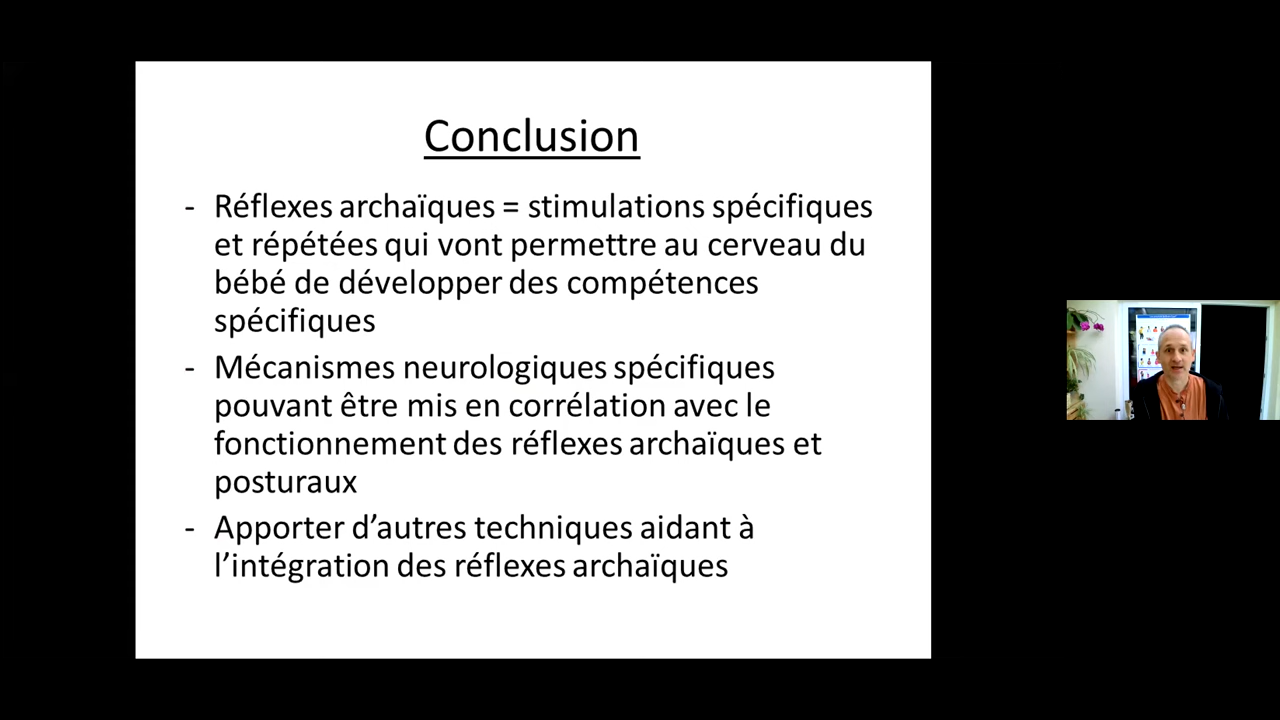 Conclusion
- Réflexes archaïques = stimulations spécifiques
et répétées qui vont permettre au cerveau du
bébé de développer des compétences
spécifiques
- Mécanismes neurologiques spécifiques
pouvant être mis en corrélation avec le
fonctionnement des réflexes archaïques et
posturaux
- Apporter d’autres techniques aidant à
l’intégration des réflexes archaïques